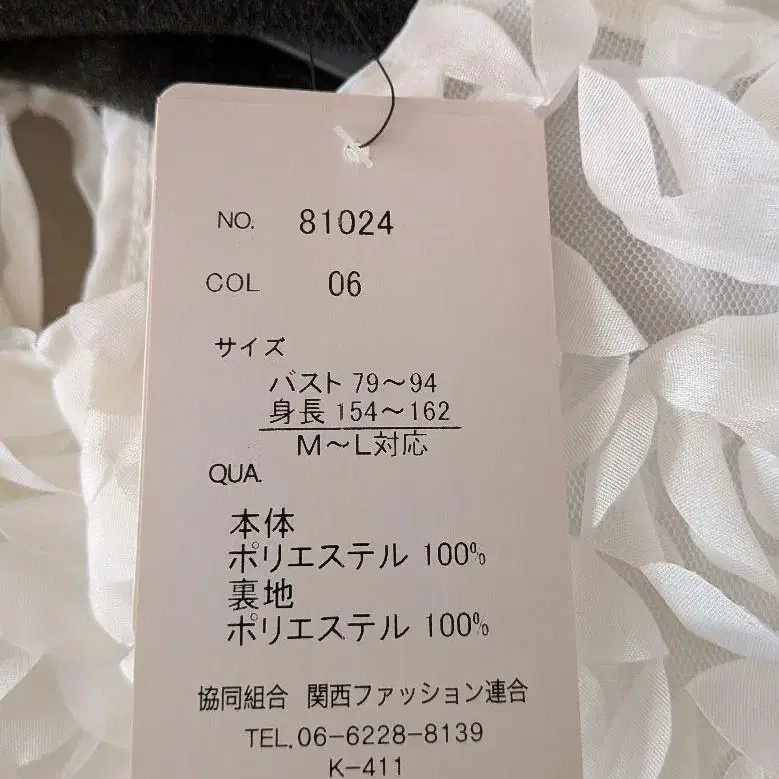 NO. 81024
COL 06
サイズ
バスト 79～94
身長 154～162
M～L対応
QUA.
本体
ポリエステル 100%
裏地
ポリエステル 100%
協同組合 関西ファッション連合
TEL.06-6228-8139
K-411